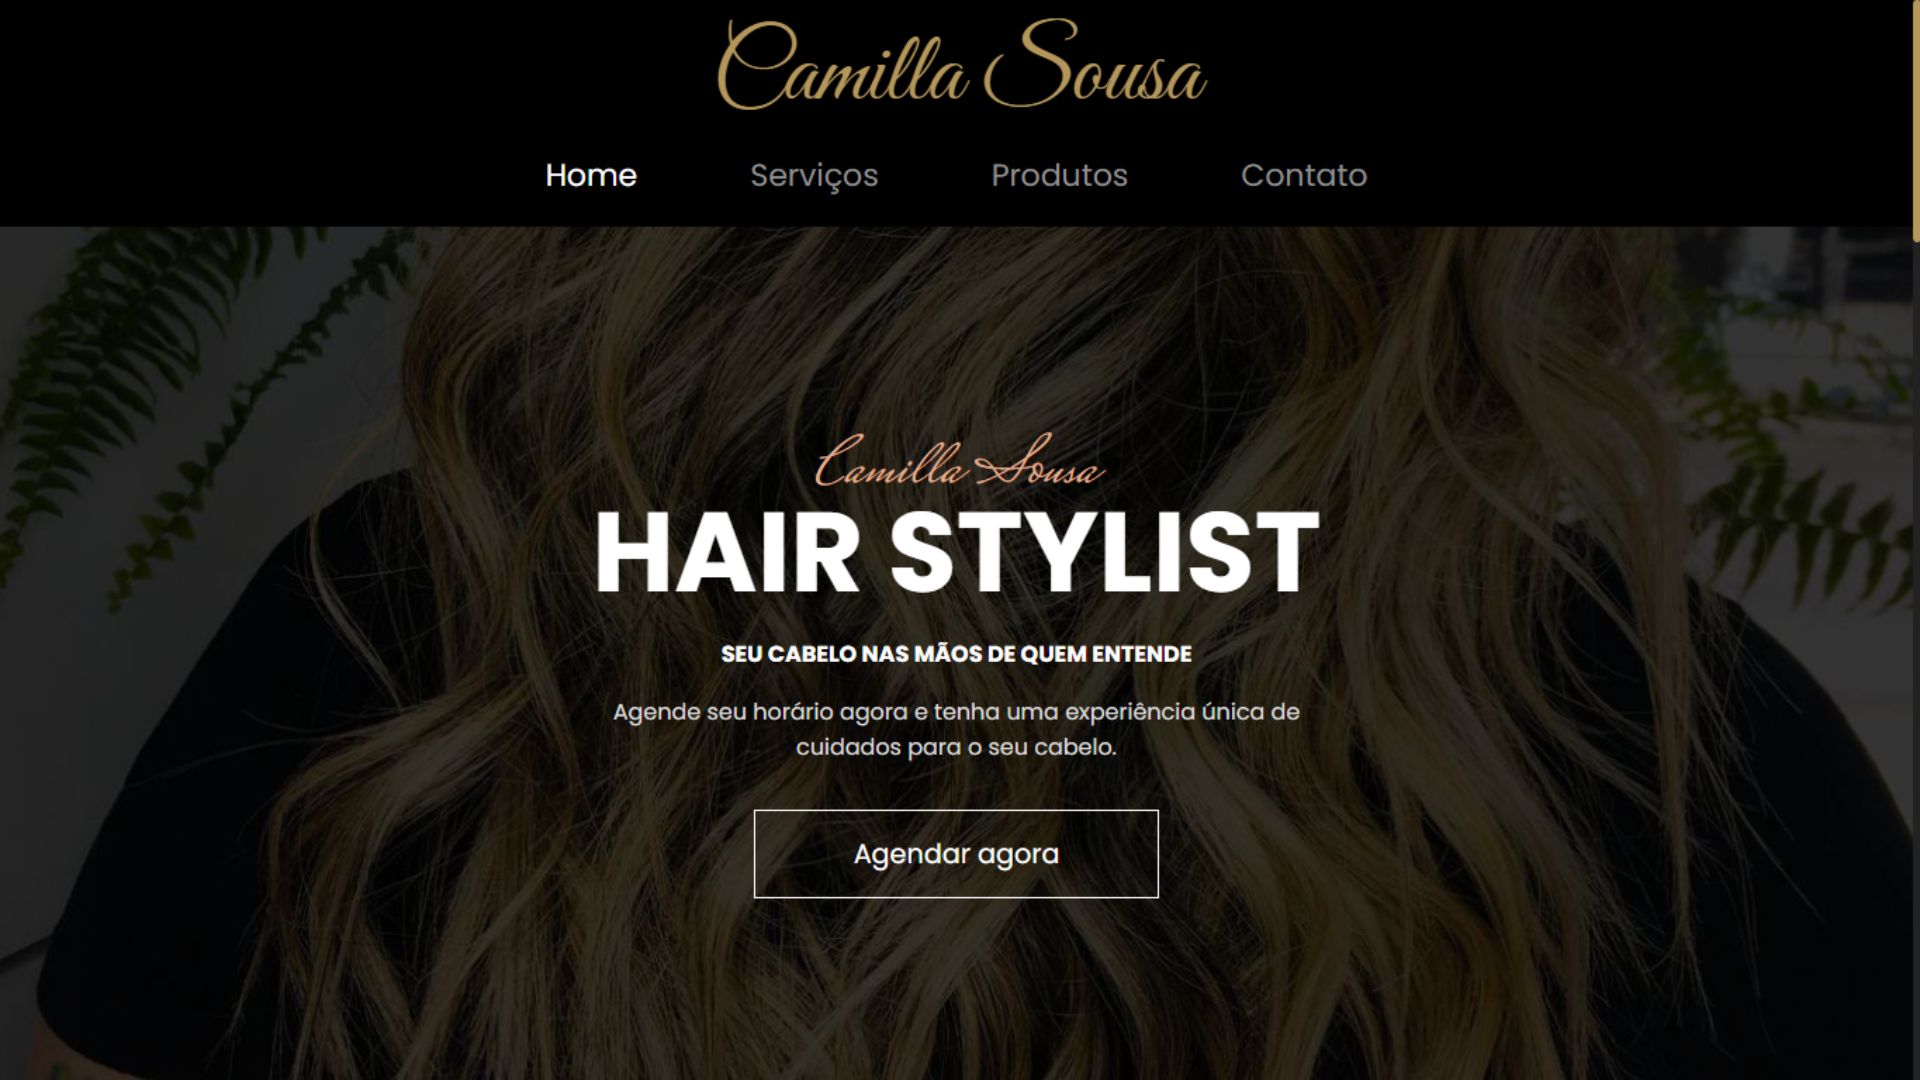 Camilla Sousa
Home Serviços Produtos Contato
Camilla Sousa
HAIR STYLIST
SEU CABELO NAS MÃOS DE QUEM ENTENDE
Agende seu horário agora e tenha uma experiência única de
cuidados para o seu cabelo.
Agendar agora